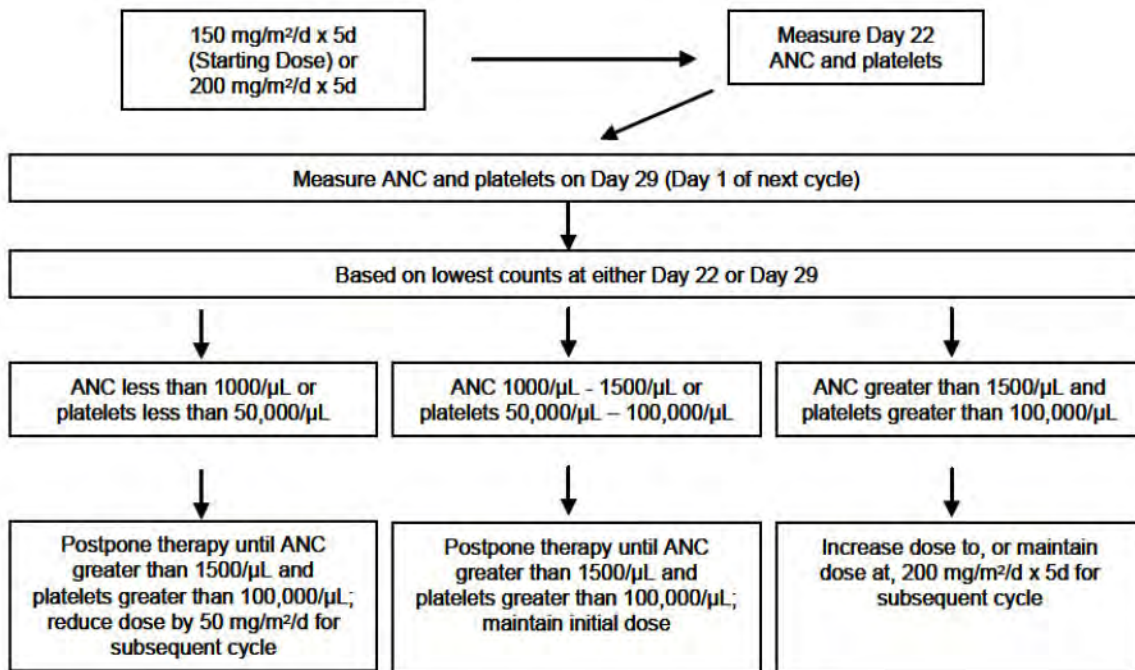 150 mg/m²/d x 5d
(Starting Dose) or
200 mg/m²/d x 5d
Measure Day 22
ANC and platelets
Measure ANC and platelets on Day 29 (Day 1 of next cycle)
Based on lowest counts at either Day 22 or Day 29
ANC less than 1000/µL or
platelets less than 50,000/µL
ANC 1000/µL - 1500/µL or
platelets 50,000/µL – 100,000/µL
ANC greater than 1500/µL and
platelets greater than 100,000/µL
Postpone therapy until ANC
greater than 1500/µL and
platelets greater than 100,000/µL;
reduce dose by 50 mg/m²/d for
subsequent cycle
Postpone therapy until ANC
greater than 1500/µL and
platelets greater than 100,000/µL;
maintain initial dose
Increase dose to, or maintain
dose at, 200 mg/m²/d x 5d for
subsequent cycle